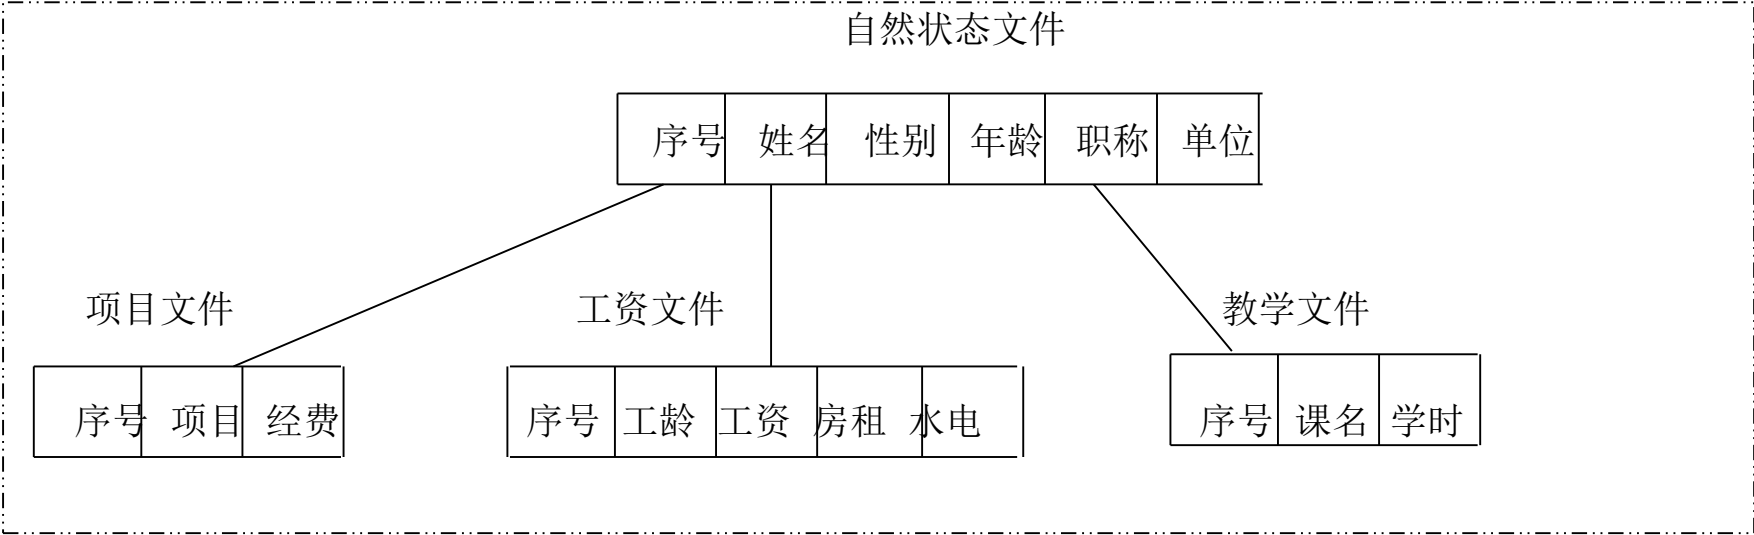 自然状态文件
序号 姓名 性别 年龄 职称 单位
项目文件 工资文件 教学文件
序号 项目 经费 序号 工龄 工资 房租 水电 序号 课名 学时